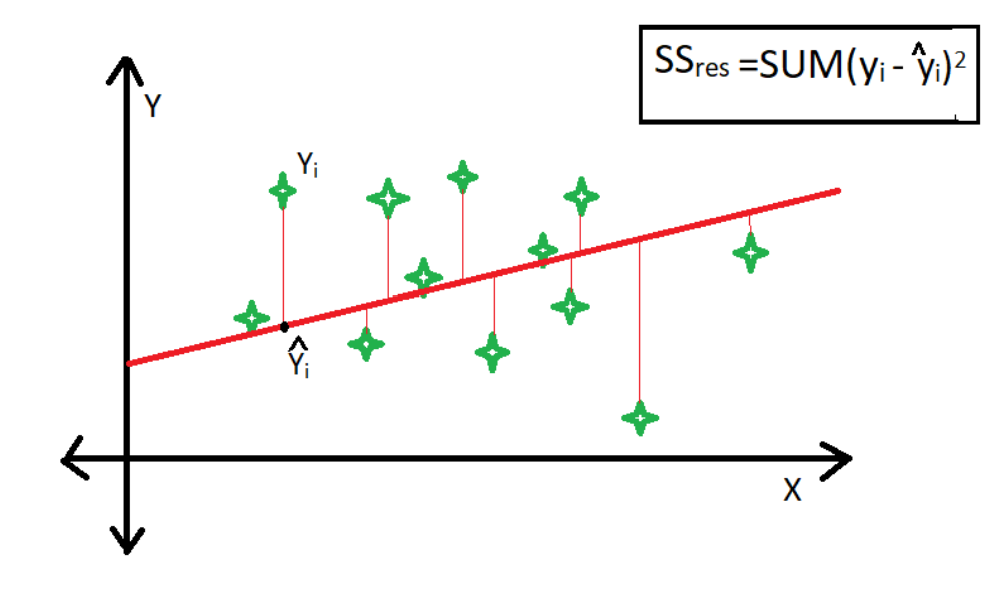 SSres =SUM(yi - ŷi)²
Y
Yi
Ŷi
X